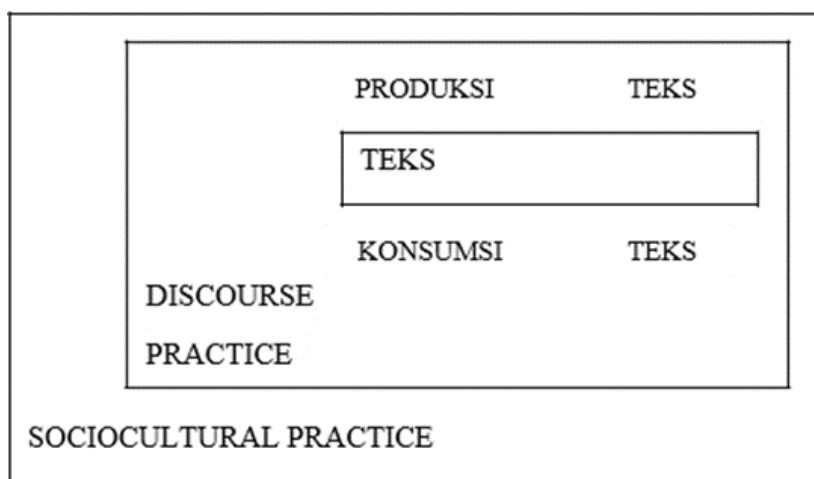 PRODUKSI TEKS
TEKS
KONSUMSI TEKS
DISCOURSE
PRACTICE
SOCIOCULTURAL PRACTICE